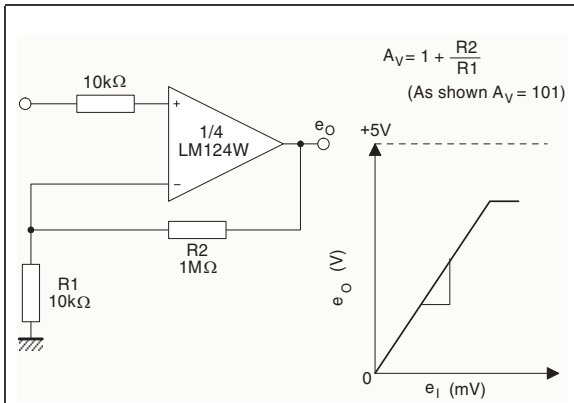 A_V = 1 + R2/R1
(As shown A_V = 101)
10kΩ
+
1/4
LM124W
e_O
+5V
–
R2
1MΩ
R1
10kΩ
e_O (V)
0
e_I (mV)